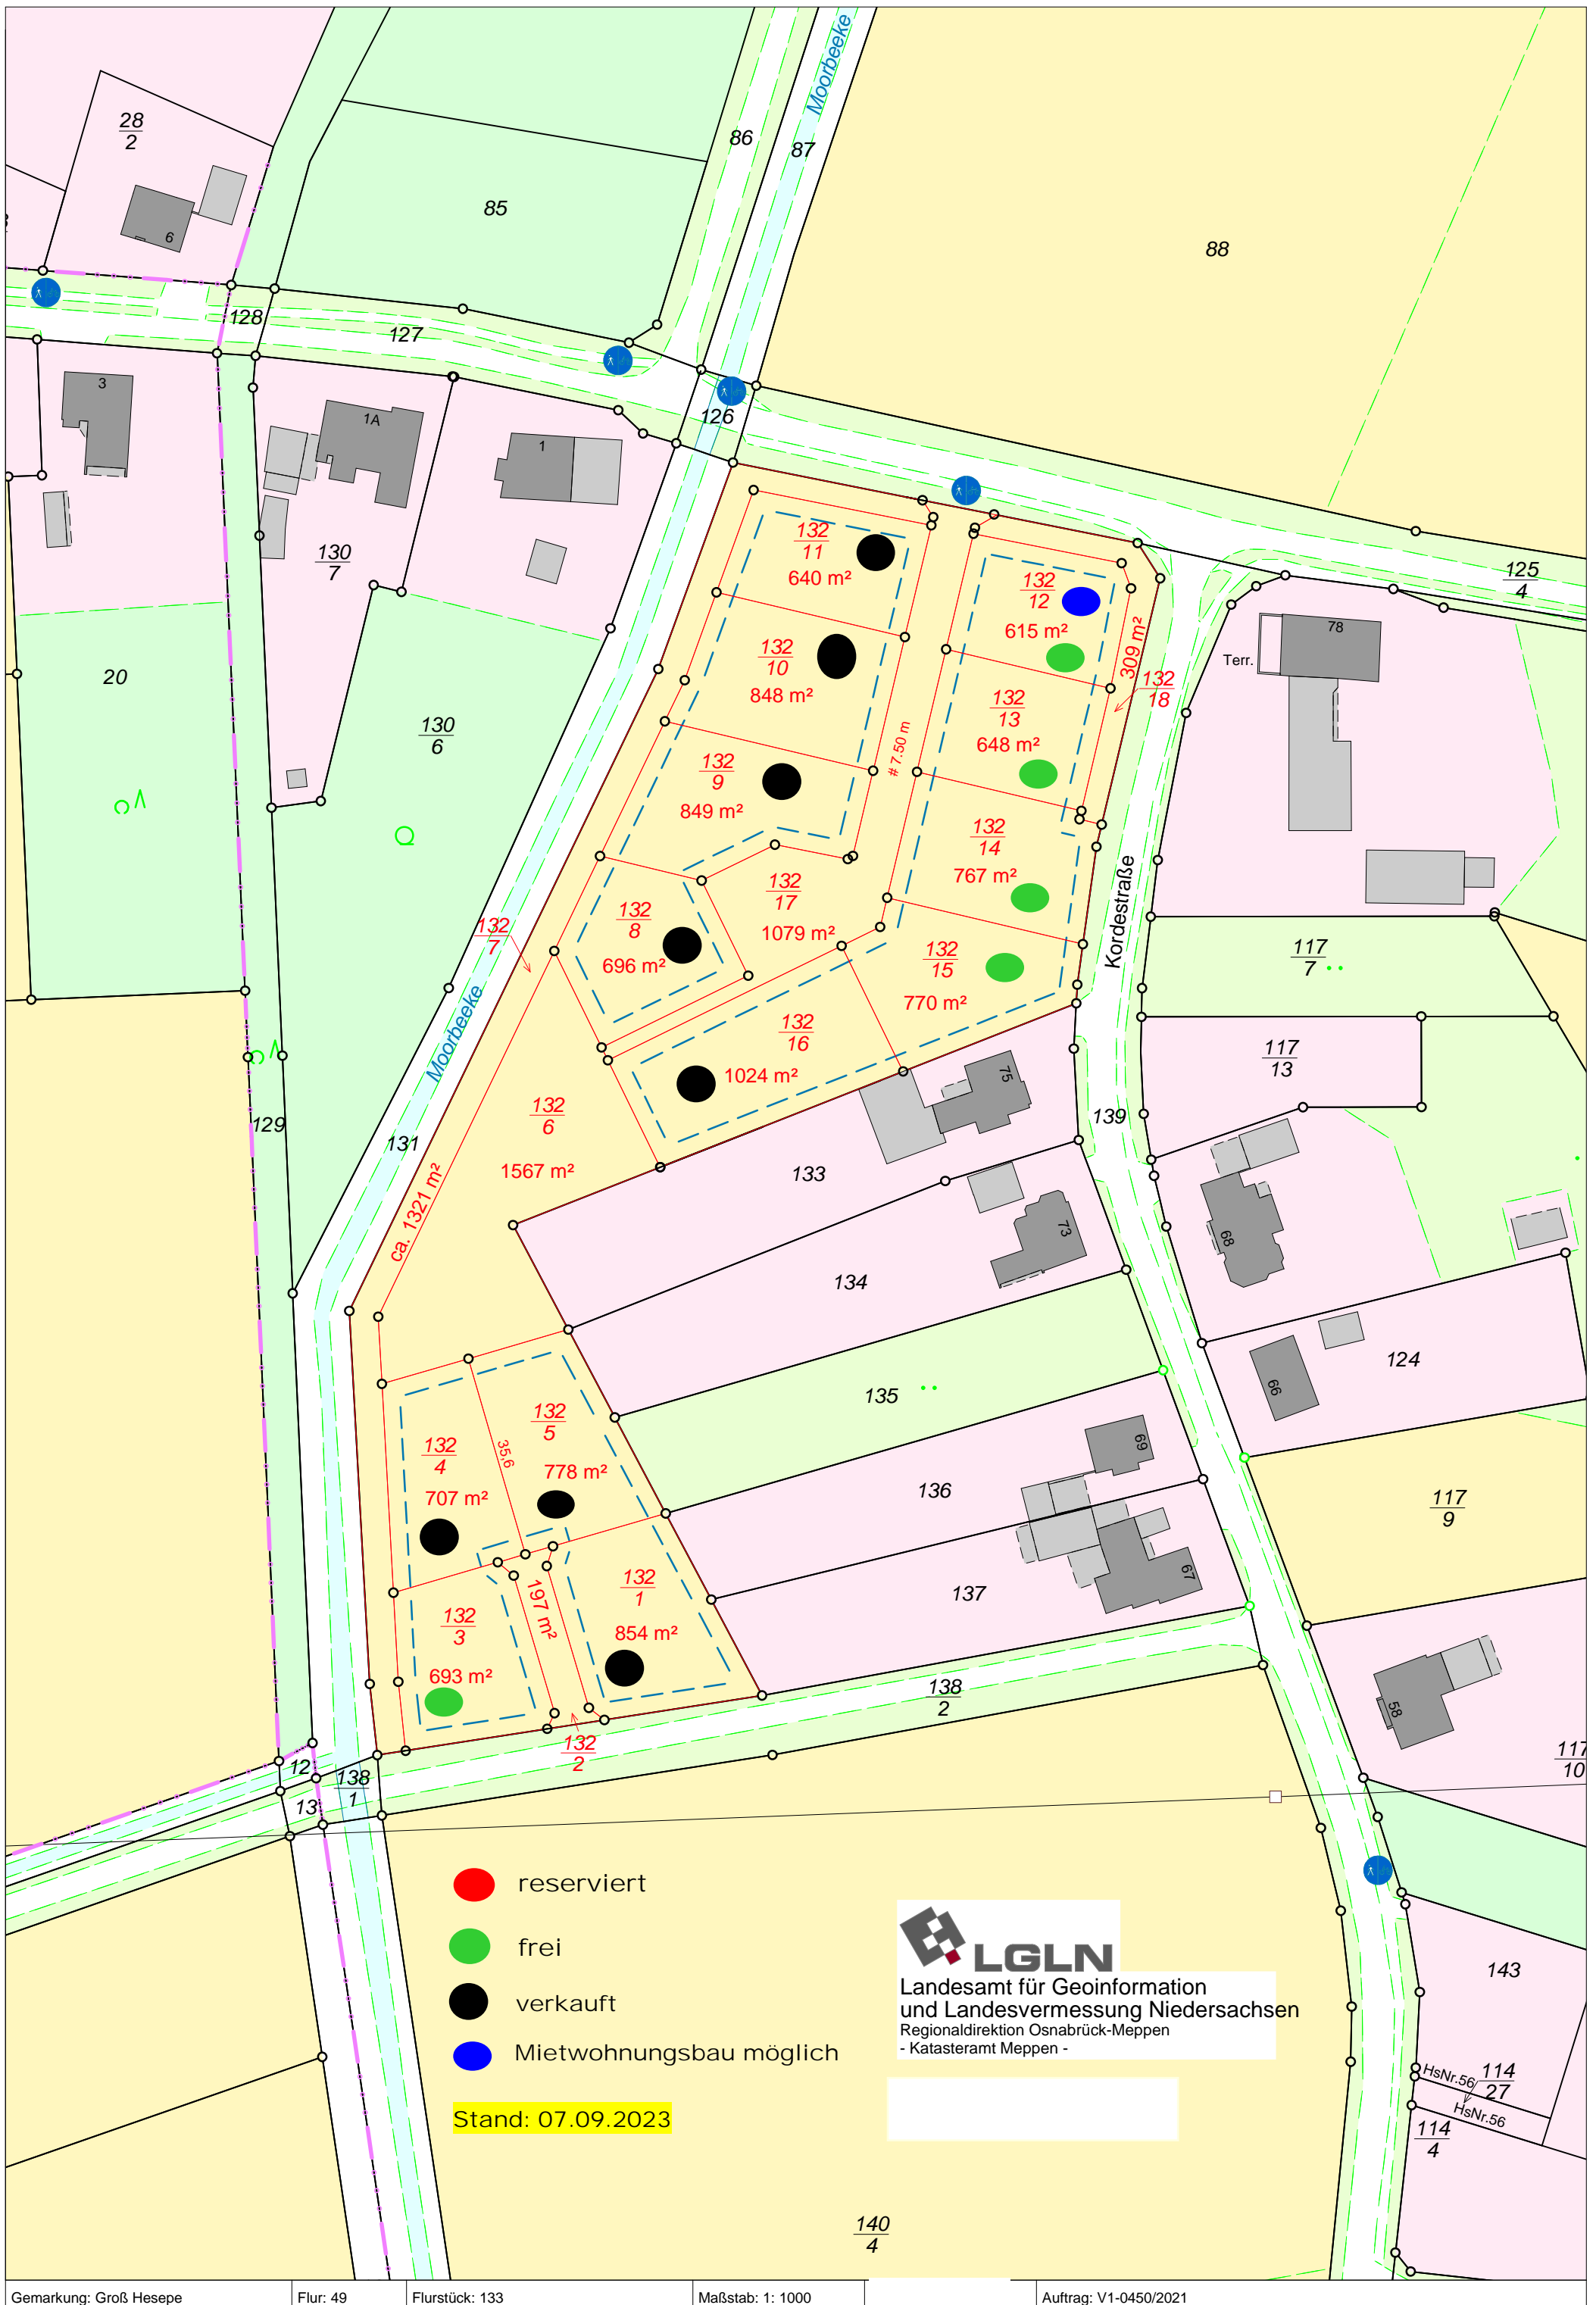 Moorbeeke
28
2
86
87
85
6
88
128
127
126
3
1A
1
130
7
132
11
640 m²
132
12
615 m²
125
4
78
Terr.
20
132
10
848 m²
309 m²
132
18
132
13
648 m²
130
6
# 7.50 m
132
9
849 m²
132
14
767 m²
Kordestraße
132
17
1079 m²
132
8
696 m²
132
7
132
15
770 m²
117
7
Moorbeeke
132
16
1024 m²
117
13
75
129
131
132
6
1567 m²
139
133
ca. 1321 m²
73
68
134
124
66
135
132
5
778 m²
35,6
132
4
707 m²
69
136
117
9
132
1
854 m²
197 m²
137
67
132
3
693 m²
138
2
58
132
2
117
10
12
138
1
13
reserviert
frei
verkauft
Mietwohnungsbau möglich
Stand: 07.09.2023
LGLN
Landesamt für Geoinformation
und Landesvermessung Niedersachsen
Regionaldirektion Osnabrück-Meppen
- Katasteramt Meppen -
143
HsNr.56
114
27
HsNr.56
114
4
140
4
Gemarkung: Groß Hesepe
Flur: 49
Flurstück: 133
Maßstab: 1: 1000
Auftrag: V1-0450/2021